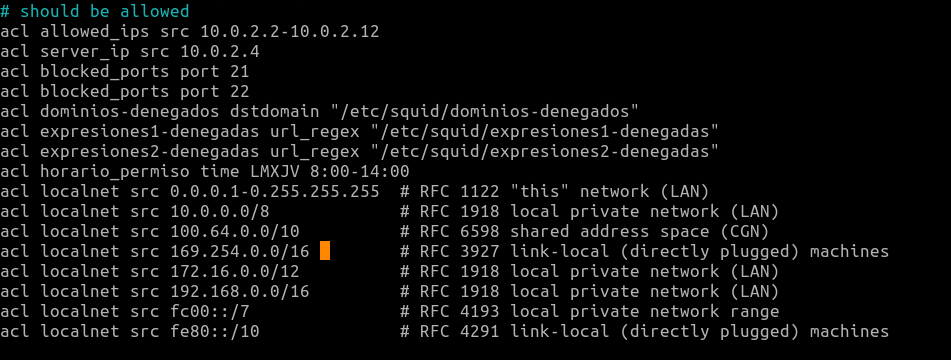 # should be allowed
acl allowed_ips src 10.0.2.2-10.0.2.12
acl server_ip src 10.0.2.4
acl blocked_ports port 21
acl blocked_ports port 22
acl dominios-denegados dstdomain "/etc/squid/dominios-denegados"
acl expresiones1-denegadas url_regex "/etc/squid/expresiones1-denegadas"
acl expresiones2-denegadas url_regex "/etc/squid/expresiones2-denegadas"
acl horario_permiso time LMXJV 8:00-14:00
acl localnet src 0.0.0.1-0.255.255.255  # RFC 1122 "this" network (LAN)
acl localnet src 10.0.0.0/8             # RFC 1918 local private network (LAN)
acl localnet src 100.64.0.0/10          # RFC 6598 shared address space (CGN)
acl localnet src 169.254.0.0/16         # RFC 3927 link-local (directly plugged) machines
acl localnet src 172.16.0.0/12          # RFC 1918 local private network (LAN)
acl localnet src 192.168.0.0/16         # RFC 1918 local private network (LAN)
acl localnet src fc00::/7               # RFC 4193 local private network range
acl localnet src fe80::/10              # RFC 4291 link-local (directly plugged) machines